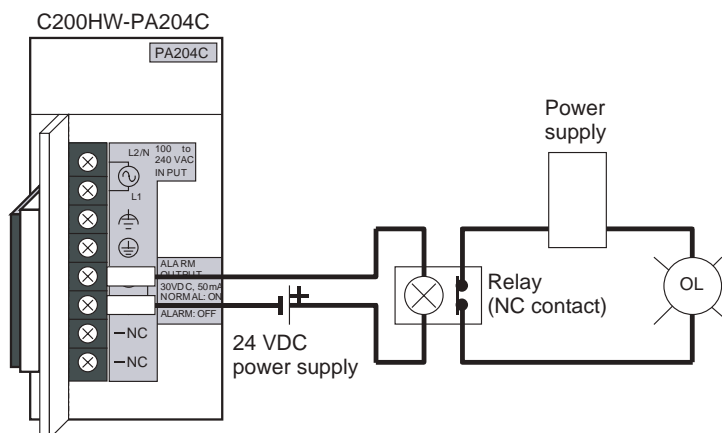 C200HW-PA204C
PA204C
L2/N
100 to
240 VAC
INPUT
L1
ALARM
OUTPUT
30VDC, 50mA
NORMAL: ON
ALARM: OFF
NC
NC
24 VDC
power supply
Relay
(NC contact)
Power
supply
OL